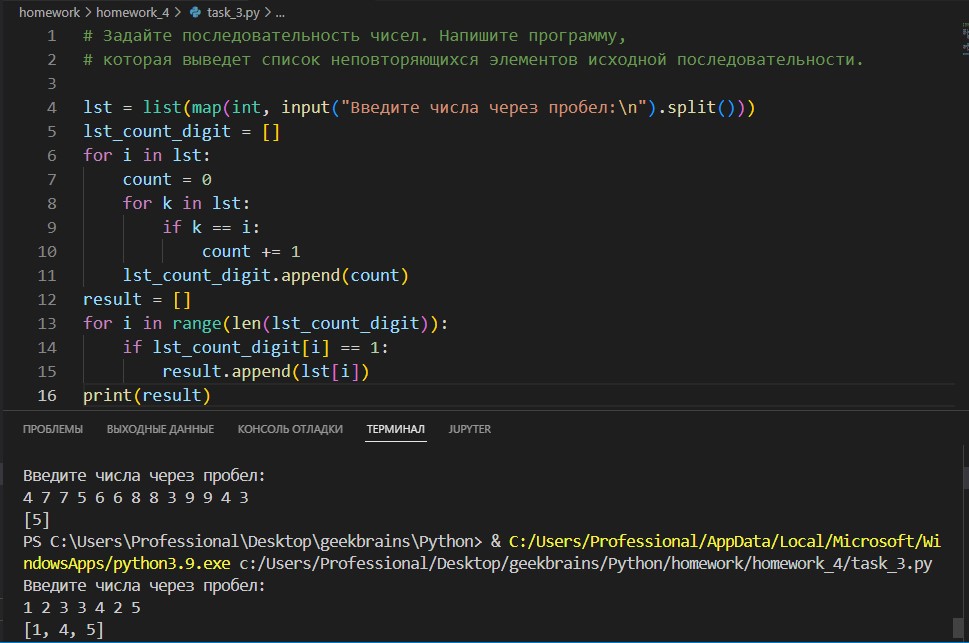 homework > homework_4 > task_3.py > ...
1 # Задайте последовательность чисел. Напишите программу,
2 # которая выведет список неповторяющихся элементов исходной последовательности.
3
4 lst = list(map(int, input("Введите числа через пробел:\n").split()))
5 lst_count_digit = []
6 for i in lst:
7     count = 0
8     for k in lst:
9         if k == i:
10             count += 1
11     lst_count_digit.append(count)
12 result = []
13 for i in range(len(lst_count_digit)):
14     if lst_count_digit[i] == 1:
15         result.append(lst[i])
16 print(result)
ПРОБЛЕМЫ ВЫХОДНЫЕ ДАННЫЕ КОНСОЛЬ ОТЛАДКИ ТЕРМИНАЛ JUPYTER
Введите числа через пробел:
4 7 7 5 6 6 8 8 3 9 9 4 3
[5]
PS C:\Users\Professional\Desktop\geekbrains\Python> & C:/Users/Professional/AppData/Local/Microsoft/Wi
ndowsApps/python3.9.exe c:/Users/Professional/Desktop/geekbrains/Python/homework/homework_4/task_3.py
Введите числа через пробел:
1 2 3 3 4 2 5
[1, 4, 5]